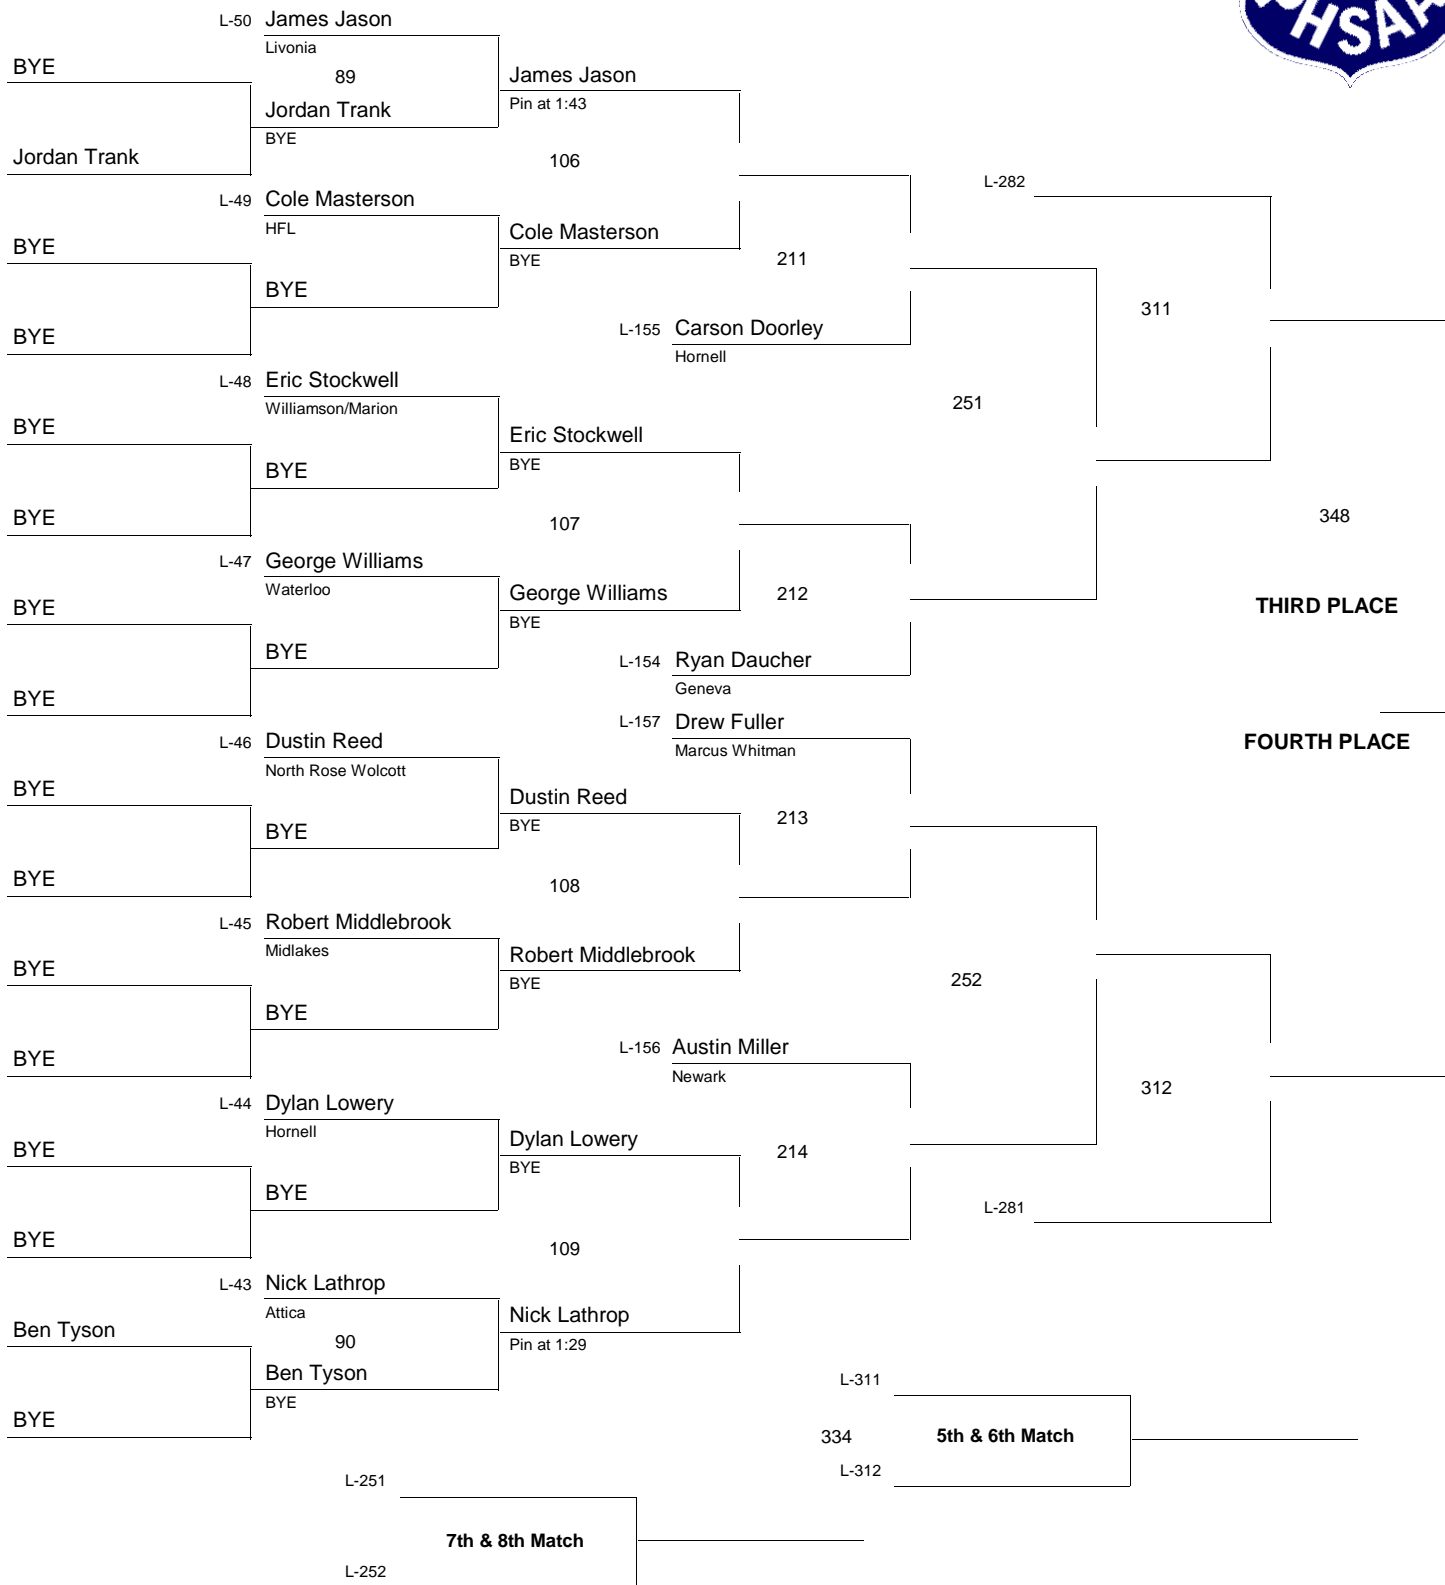 L-50 James Jason
Livonia
BYE
89
James Jason
Pin at 1:43
Jordan Trank
BYE
Jordan Trank
106
L-282
L-49 Cole Masterson
HFL
Cole Masterson
BYE
BYE
211
BYE
311
L-155 Carson Doorley
Hornell
BYE
L-48 Eric Stockwell
Williamson/Marion
251
BYE
Eric Stockwell
BYE
BYE
BYE
107
348
L-47 George Williams
Waterloo
George Williams
BYE
212
BYE
THIRD PLACE
BYE
L-154 Ryan Daucher
Geneva
BYE
L-157 Drew Fuller
Marcus Whitman
L-46 Dustin Reed
North Rose Wolcott
FOURTH PLACE
BYE
Dustin Reed
BYE
213
BYE
BYE
108
L-45 Robert Middlebrook
Midlakes
Robert Middlebrook
BYE
BYE
252
BYE
L-156 Austin Miller
Newark
BYE
312
L-44 Dylan Lowery
Hornell
Dylan Lowery
BYE
BYE
214
BYE
L-281
BYE
109
L-43 Nick Lathrop
Attica
Nick Lathrop
Pin at 1:29
Ben Tyson
90
Ben Tyson
BYE
L-311
BYE
334
5th & 6th Match
L-312
L-251
7th & 8th Match
L-252
HSAA